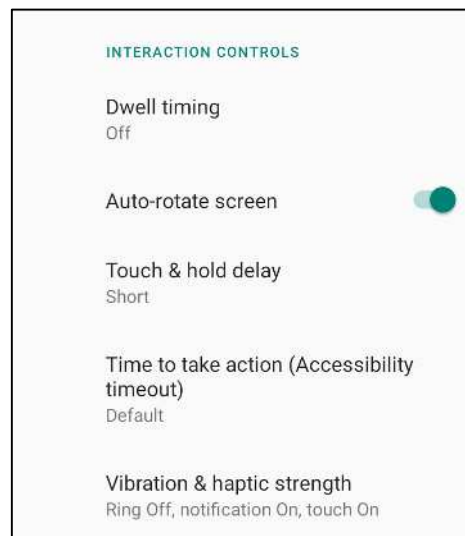 INTERACTION CONTROLS
Dwell timing
Off
Auto-rotate screen
Touch & hold delay
Short
Time to take action (Accessibility
timeout)
Default
Vibration & haptic strength
Ring Off, notification On, touch On